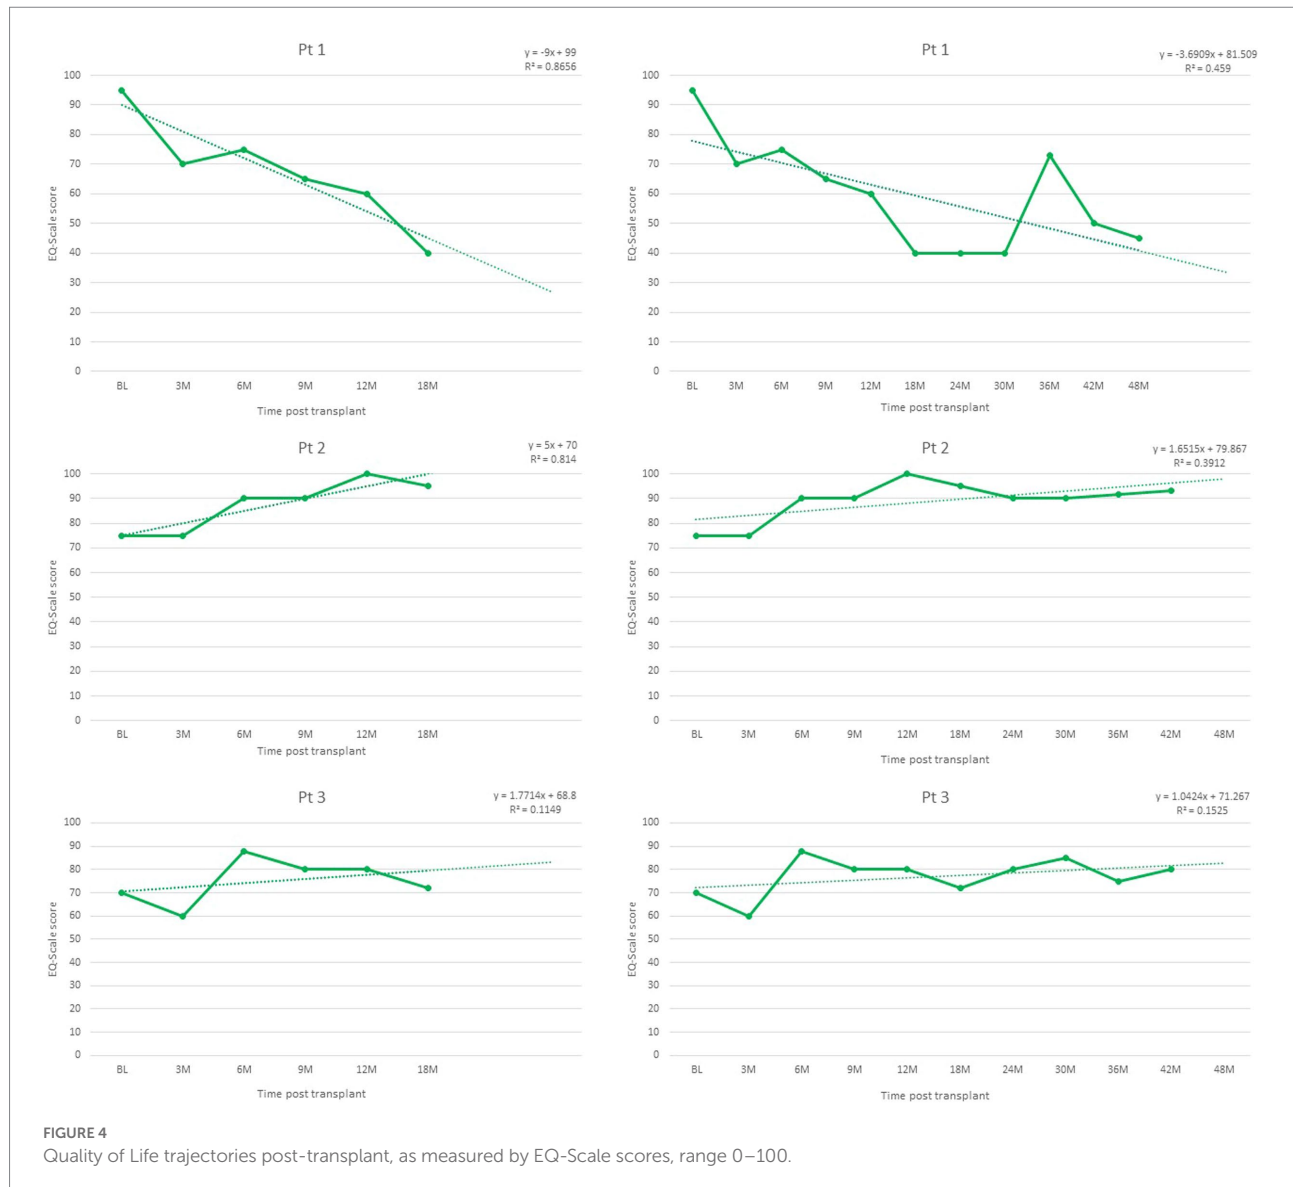 Pt 1
y = -9x + 99
R² = 0.8656
100
90
80
70
60
50
40
30
20
10
0
EQ-Scale score
BL 3M 6M 9M 12M 18M
Time post transplant
Pt 1
y = -3.6909x + 81.509
R² = 0.459
100
90
80
70
60
50
40
30
20
10
0
EQ-Scale score
BL 3M 6M 9M 12M 18M 24M 30M 36M 42M 48M
Time post transplant
Pt 2
y = 5x + 70
R² = 0.814
100
90
80
70
60
50
40
30
20
10
0
EQ-Scale score
BL 3M 6M 9M 12M 18M
Time post transplant
Pt 2
y = 1.6515x + 79.867
R² = 0.3912
100
90
80
70
60
50
40
30
20
10
0
EQ-Scale score
BL 3M 6M 9M 12M 18M 24M 30M 36M 42M 48M
Time post transplant
Pt 3
y = 1.7714x + 68.8
R² = 0.1149
100
90
80
70
60
50
40
30
20
10
0
EQ-Scale score
BL 3M 6M 9M 12M 18M
Time post transplant
Pt 3
y = 1.0424x + 71.267
R² = 0.1525
100
90
80
70
60
50
40
30
20
10
0
EQ-Scale score
BL 3M 6M 9M 12M 18M 24M 30M 36M 42M 48M
Time post transplant
FIGURE 4
Quality of Life trajectories post-transplant, as measured by EQ-Scale scores, range 0–100.